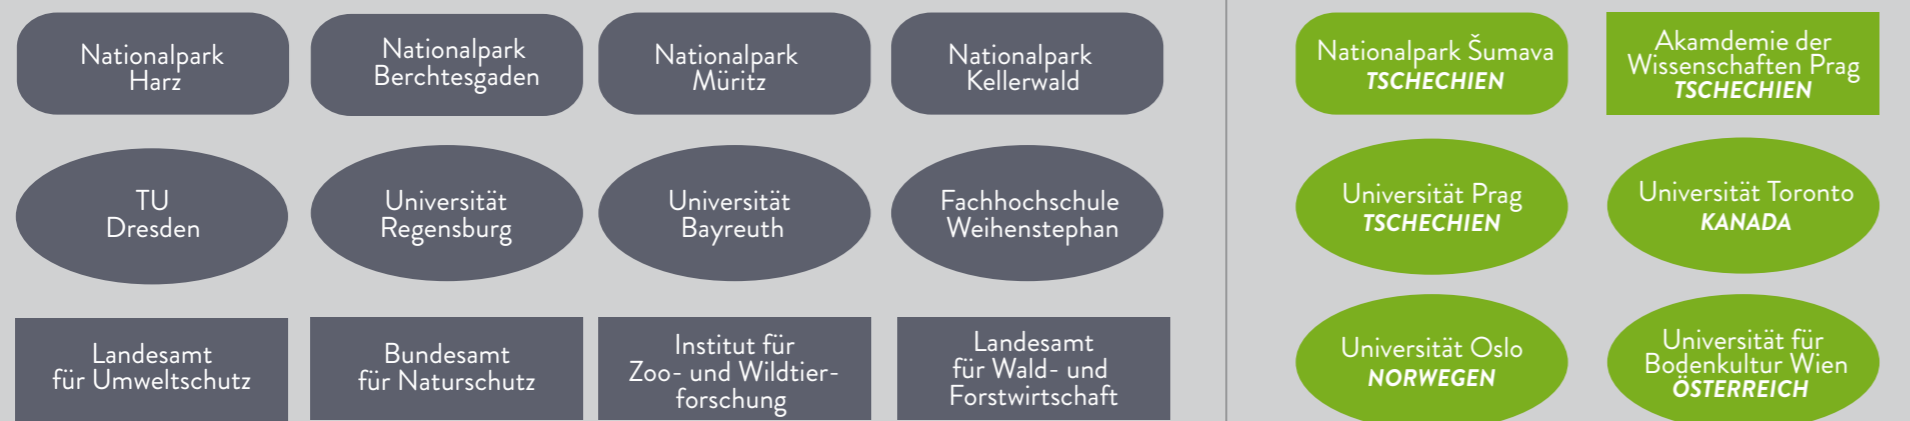 Nationalpark
Harz
Nationalpark
Berchtesgaden
Nationalpark
Müritz
Nationalpark
Kellerwald
Nationalpark Šumava
TSCHECHIEN
Akamdemie der
Wissenschaften Prag
TSCHECHIEN
TU
Dresden
Universität
Regensburg
Universität
Bayreuth
Fachhochschule
Weihenstephan
Universität Prag
TSCHECHIEN
Universität Toronto
KANADA
Landesamt
für Umweltschutz
Bundesamt
für Naturschutz
Institut für
Zoo- und Wildtier-
forschung
Landesamt
für Wald- und
Forstwirtschaft
Universität Oslo
NORWEGEN
Universität für
Bodenkultur Wien
ÖSTERREICH